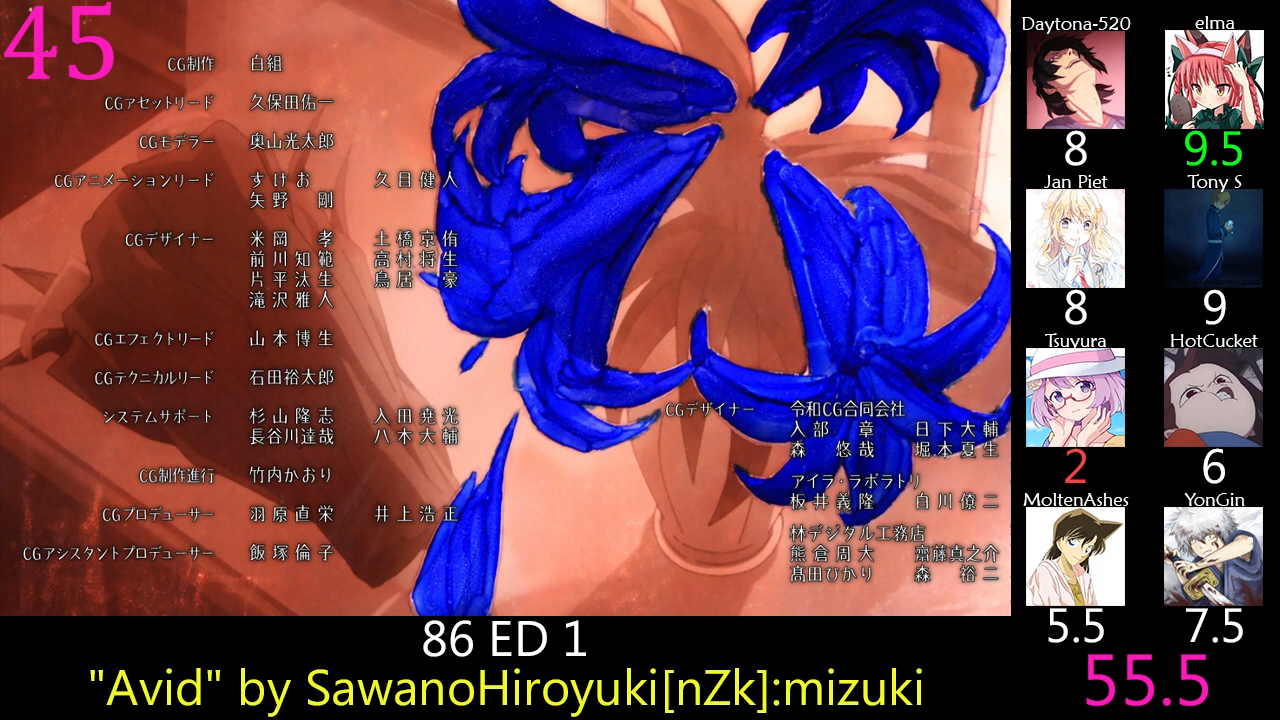 45
CG制作 白組
CGアセットリード 久保田佑一
CGモデラー 奥山光太郎
CGアニメーションリード すけお 久目健人
矢野 剛
CGデザイナー 米岡 孝 土橋京侑
前川知範 高村将生
片平汰生 鳥居 豪
滝沢雅人
CGエフェクトリード 山本博生
CGテクニカルリード 石田裕太郎
システムサポート 杉山隆志 入田尭光
長谷川達哉 八木大輔
CG制作進行 竹内かおり
CGプロデューサー 羽原直栄 井上浩正
CGアシスタントプロデューサー 飯塚倫子
CGデザイナー 令和CG合同会社
入部 章 日下大輔
森 悠哉 堀本夏生
アイラ・ラボラトリ
板井義隆 白川僚二
林デジタル工務店
熊倉周大 齋藤真之介
髙田ひかり 森 裕二
86 ED 1
"Avid" by SawanoHiroyuki[nZk]:mizuki
Daytona-520 elma
8 9.5
Jan Piet Tony S
8 9
Tsuyura HotCucket
2 6
MoltenAshes YonGin
5.5 7.5
55.5